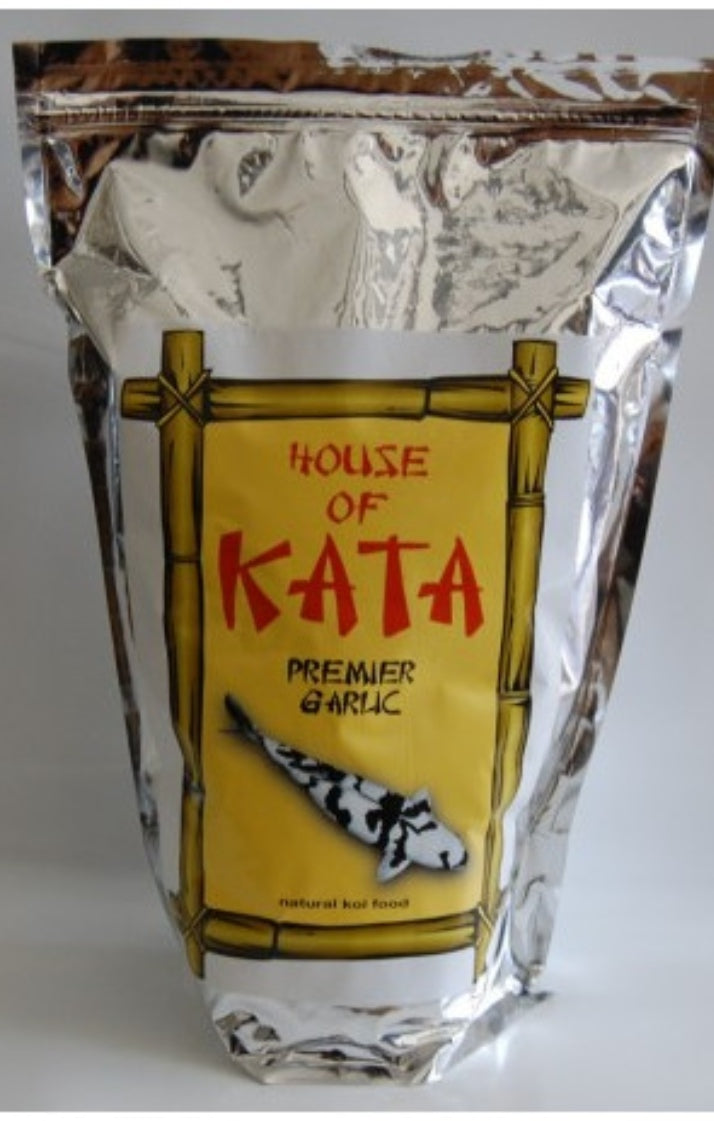 HOUSE
OF
KATA
PREMIER
GARLIC
natural koi food